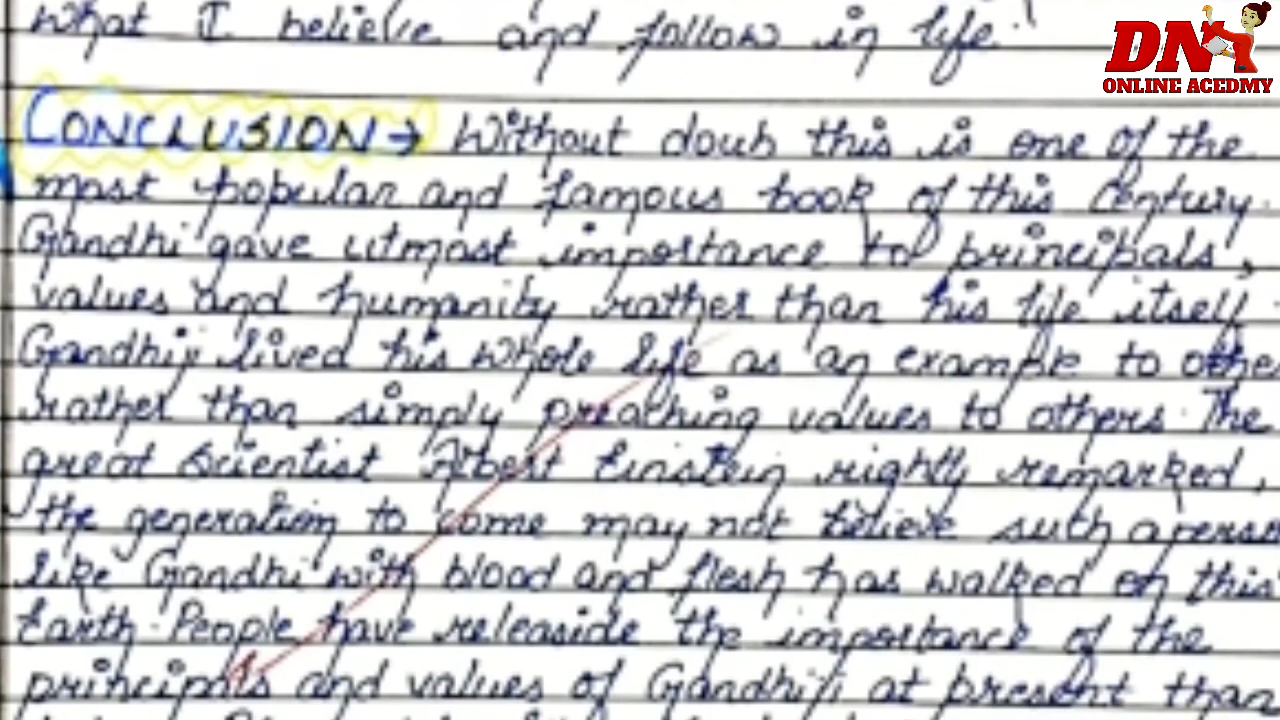 what I believe and follow in life.
DNA
ONLINE ACEDMY
CONCLUSION → Without doub this is one of the
most popular and famous book of this century.
Gandhi gave utmast importance to principals,
values and humanity rather than his life itself
Gandhiji lived his whole life as an example to othe
rather than simply preathing values to others. The
great scientist Albert Einstein rightly remarked,
the generation to come may not believe such a perso
like Gandhi with blood and flesh has walked on this
Earth. People have releaside the importance of the
principals and values of Gandhiji at present than